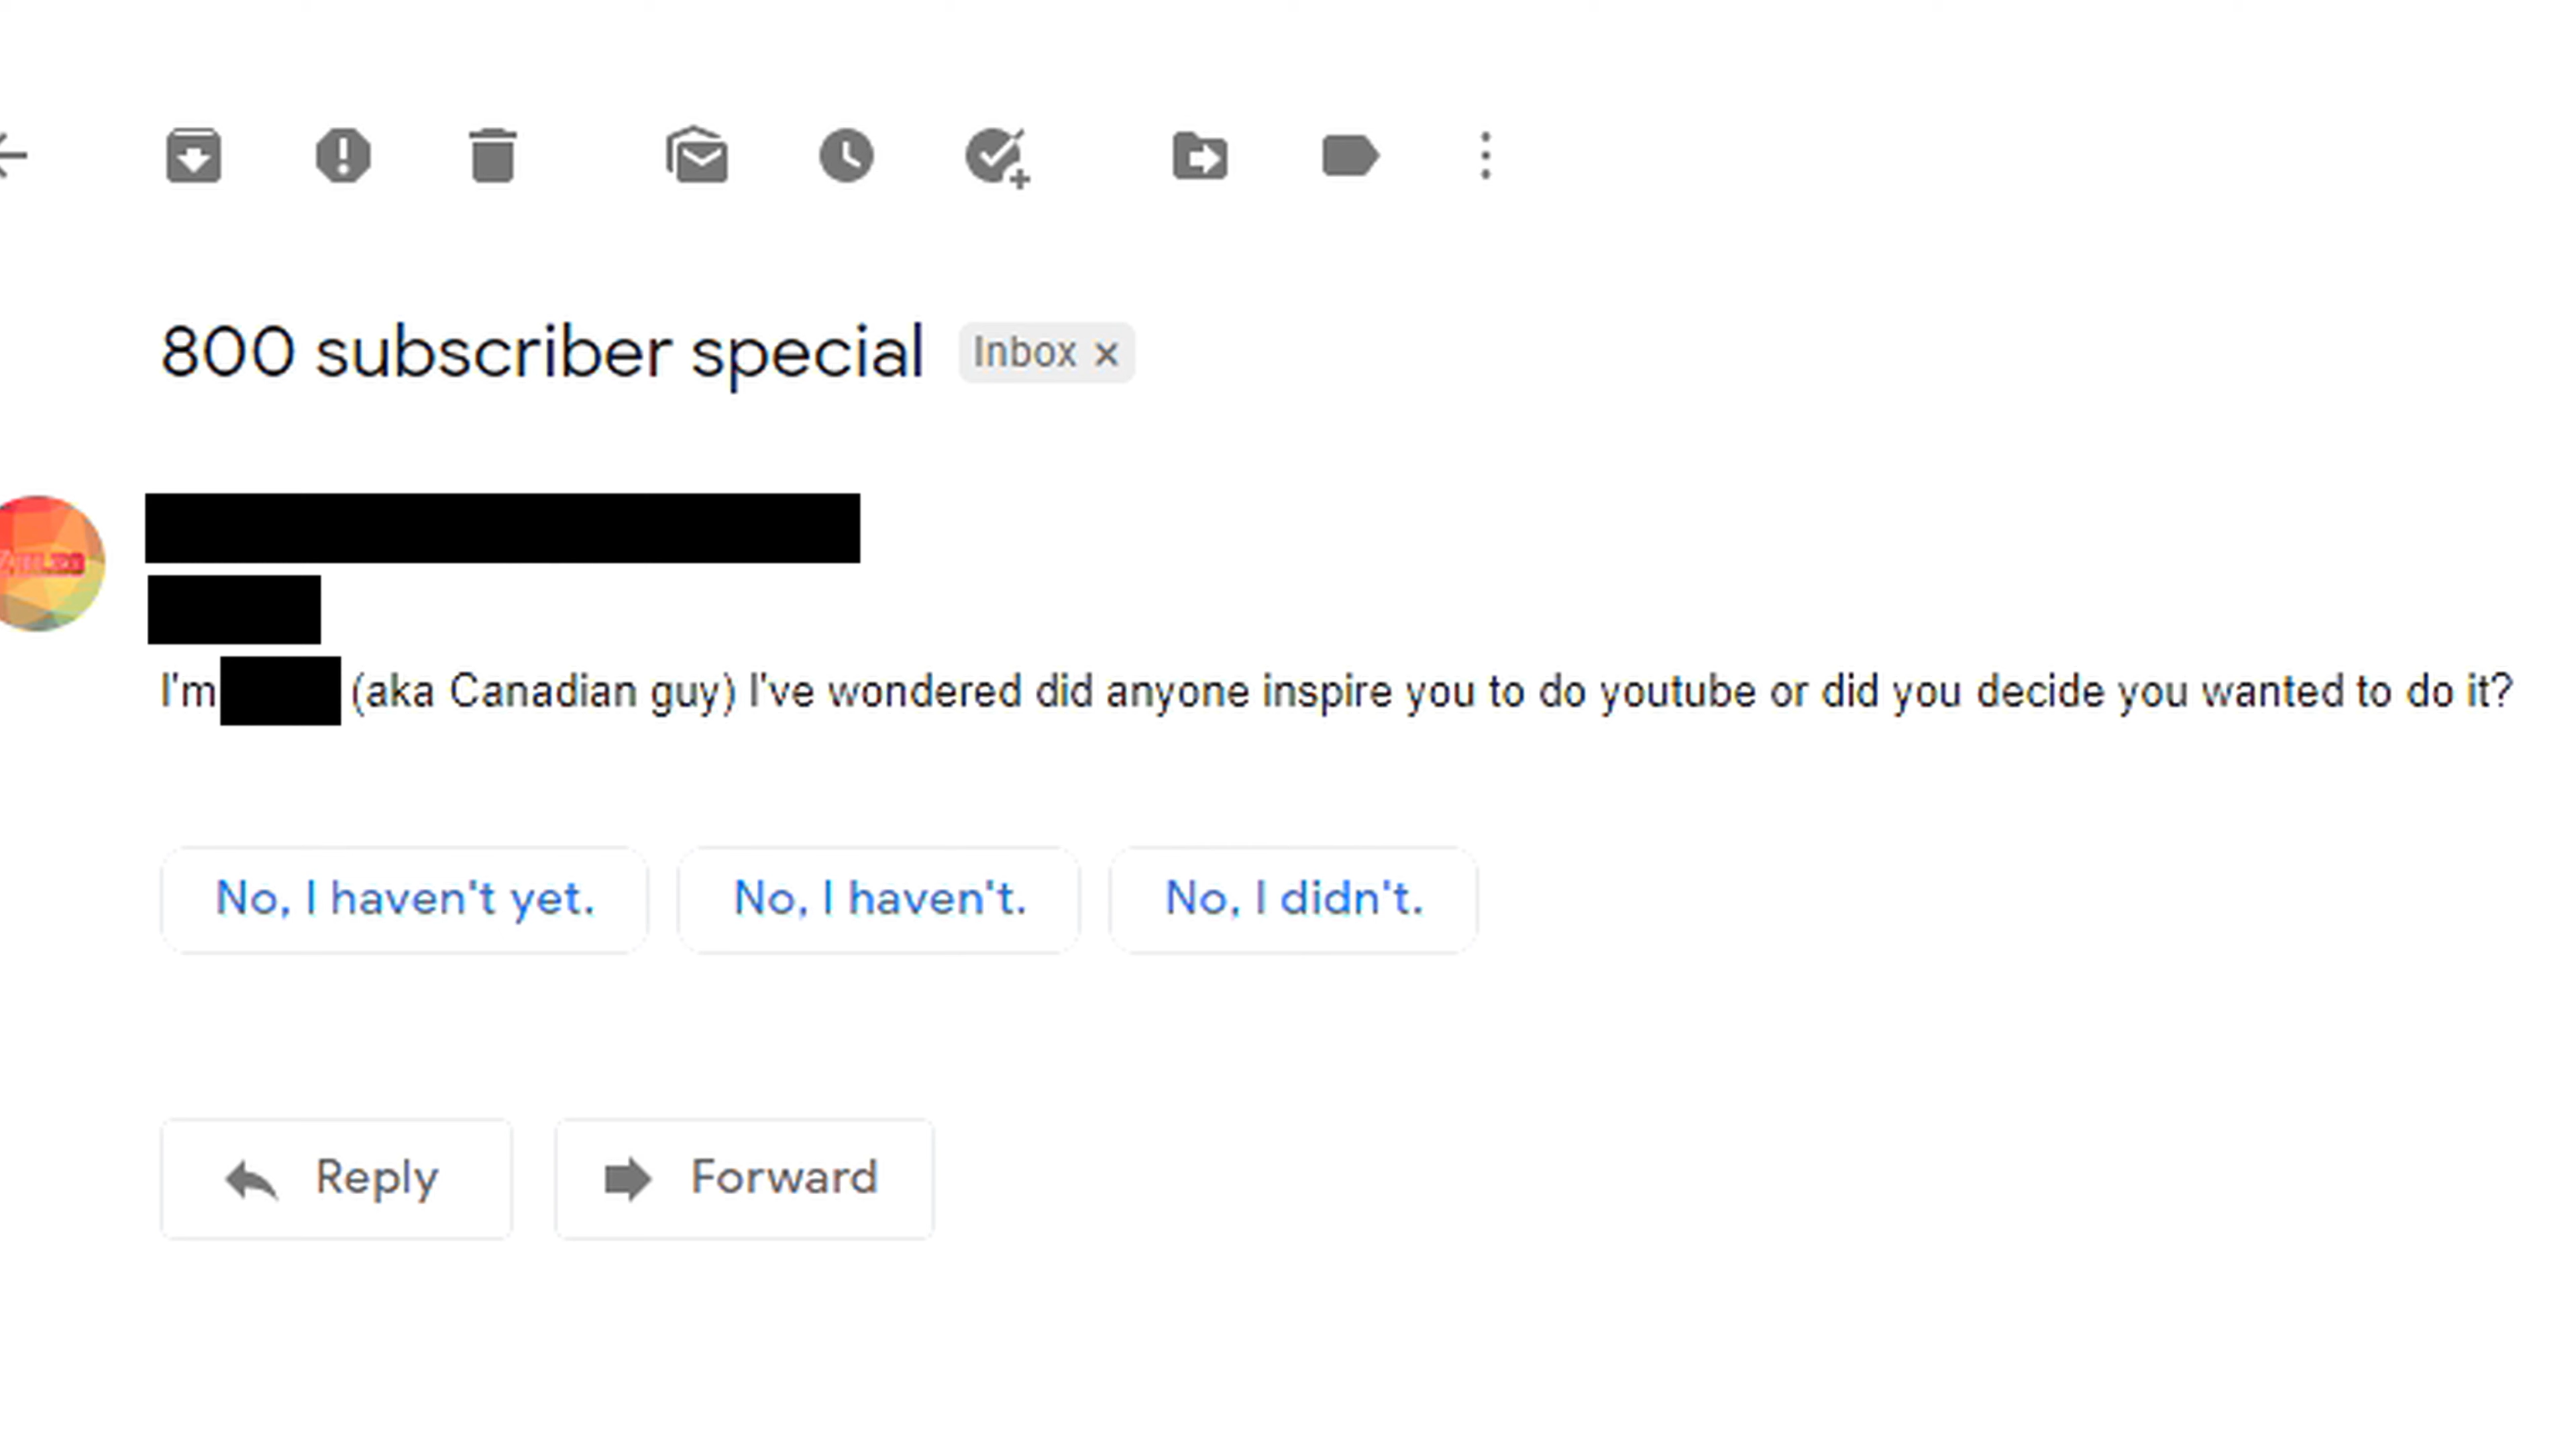 800 subscriber special Inbox x
I'm (aka Canadian guy) I've wondered did anyone inspire you to do youtube or did you decide you wanted to do it?
No, I haven't yet. No, I haven't. No, I didn't.
Reply Forward